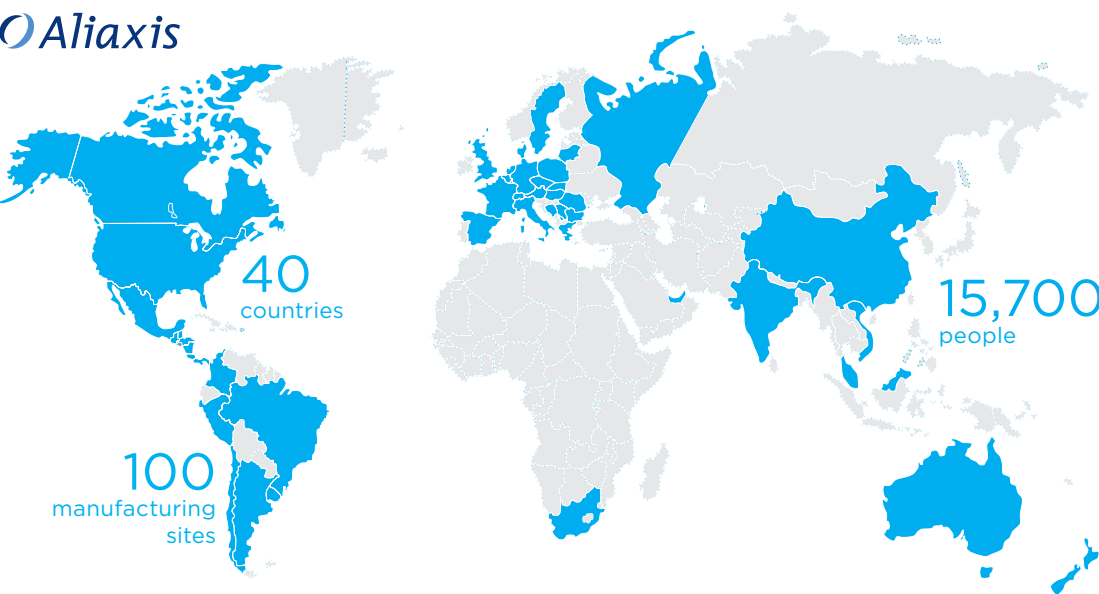 Aliaxis
40
countries
15,700
people
100
manufacturing
sites